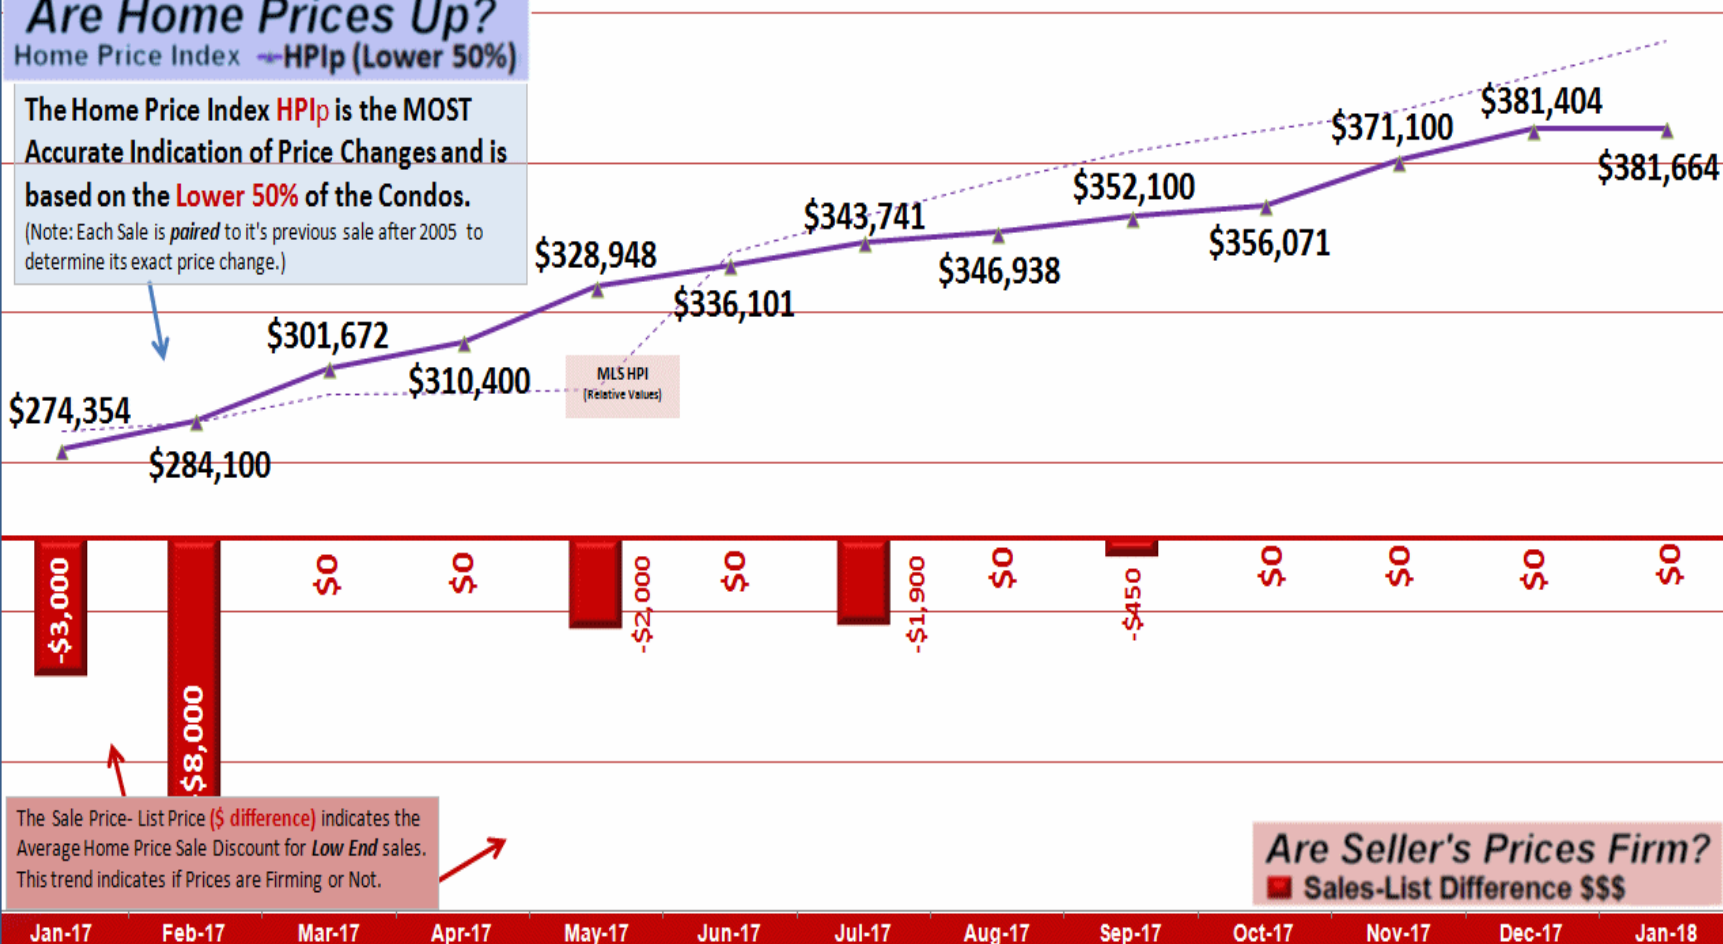 Are Home Prices Up?
Home Price Index HPIp (Lower 50%)
The Home Price Index HPIp is the MOST
Accurate Indication of Price Changes and is
based on the Lower 50% of the Condos.
(Note: Each Sale is paired to it's previous sale after 2005 to
determine its exact price change.)
$274,354
$284,100
$301,672
$310,400
$328,948
$336,101
$343,741
$346,938
$352,100
$356,071
$371,100
$381,404
$381,664
MLS HPI
(Relative Values)
-$3,000
-$8,000
$0
$0
-$2,000
$0
-$1,900
$0
-$450
$0
$0
$0
$0
The Sale Price- List Price ($ difference) indicates the
Average Home Price Sale Discount for Low End sales.
This trend indicates if Prices are Firming or Not.
Are Seller's Prices Firm?
Sales-List Difference $$$
Jan-17 Feb-17 Mar-17 Apr-17 May-17 Jun-17 Jul-17 Aug-17 Sep-17 Oct-17 Nov-17 Dec-17 Jan-18